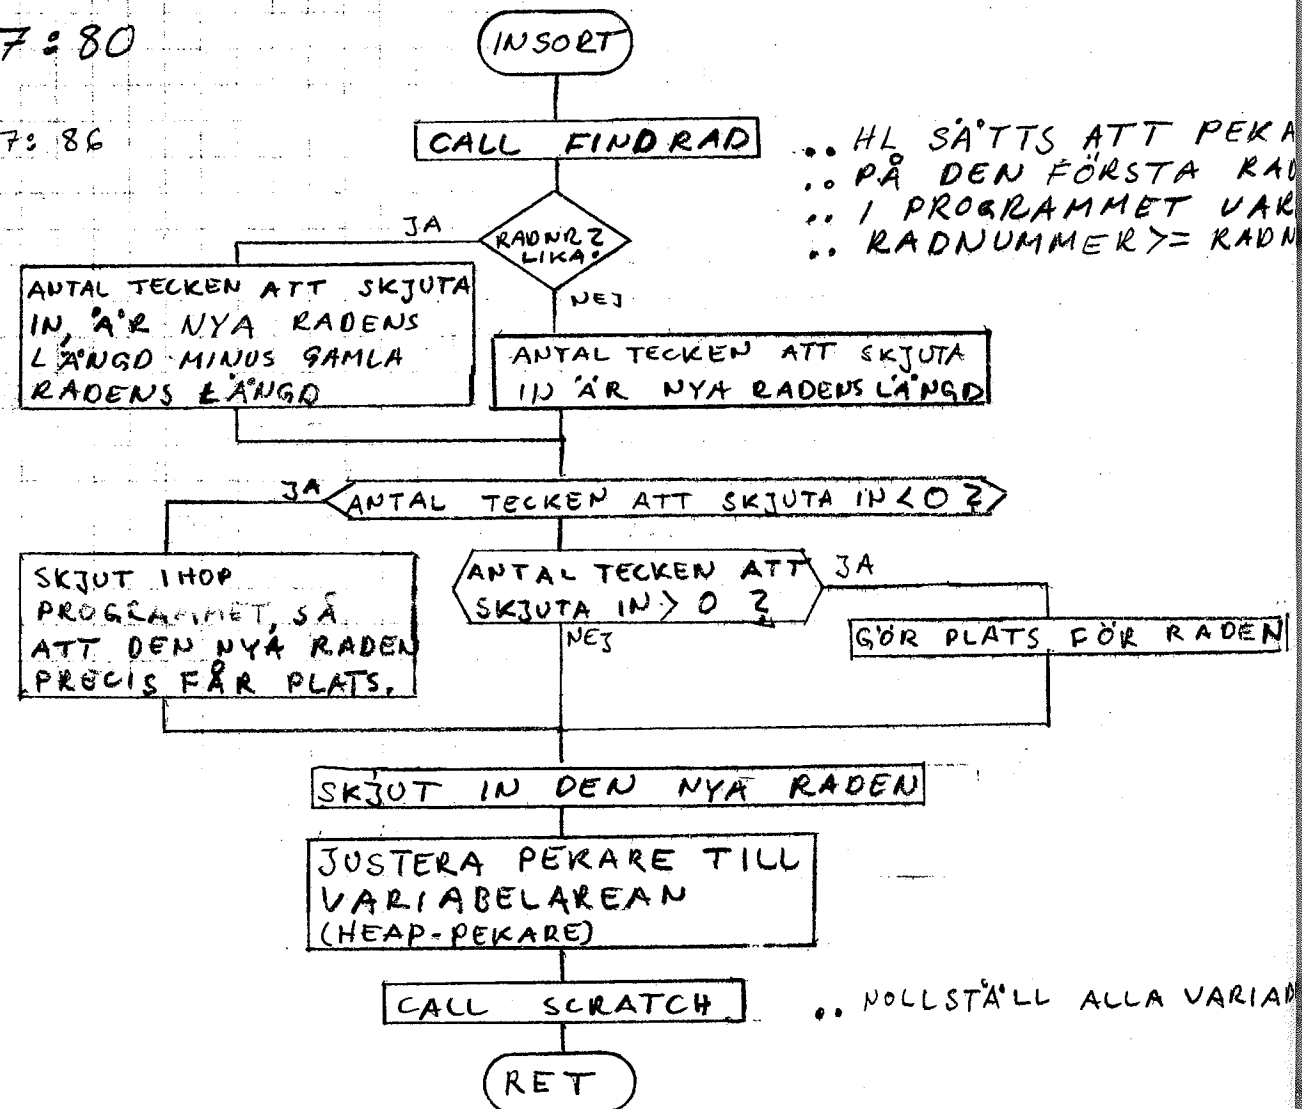 7:80
INSORT
7:86
CALL FINDRAD
.. HL SÄTTS ATT PEKA
.. PÅ DEN FÖRSTA RAD
.. I PROGRAMMET VAR
.. RADNUMMER >= RADN
RADNR
LIKA?
JA
NEJ
ANTAL TECKEN ATT SKJUTA
IN, ÄR NYA RADENS
LÄNGD MINUS GAMLA
RADENS LÄNGD
ANTAL TECKEN ATT SKJUTA
IN ÄR NYA RADENS LÄNGD
JA
ANTAL TECKEN ATT SKJUTA IN < 0 ?
SKJUT IHOP
PROGRAMMET, SÅ
ATT DEN NYA RADEN
PRECIS FÅR PLATS.
ANTAL TECKEN ATT
SKJUTA IN > 0 ?
JA
NEJ
GÖR PLATS FÖR RADEN
SKJUT IN DEN NYA RADEN
JUSTERA PEKARE TILL
VARIABELAREAN
(HEAP-PEKARE)
CALL SCRATCH
.. NOLLSTÄLL ALLA VARIAB
RET